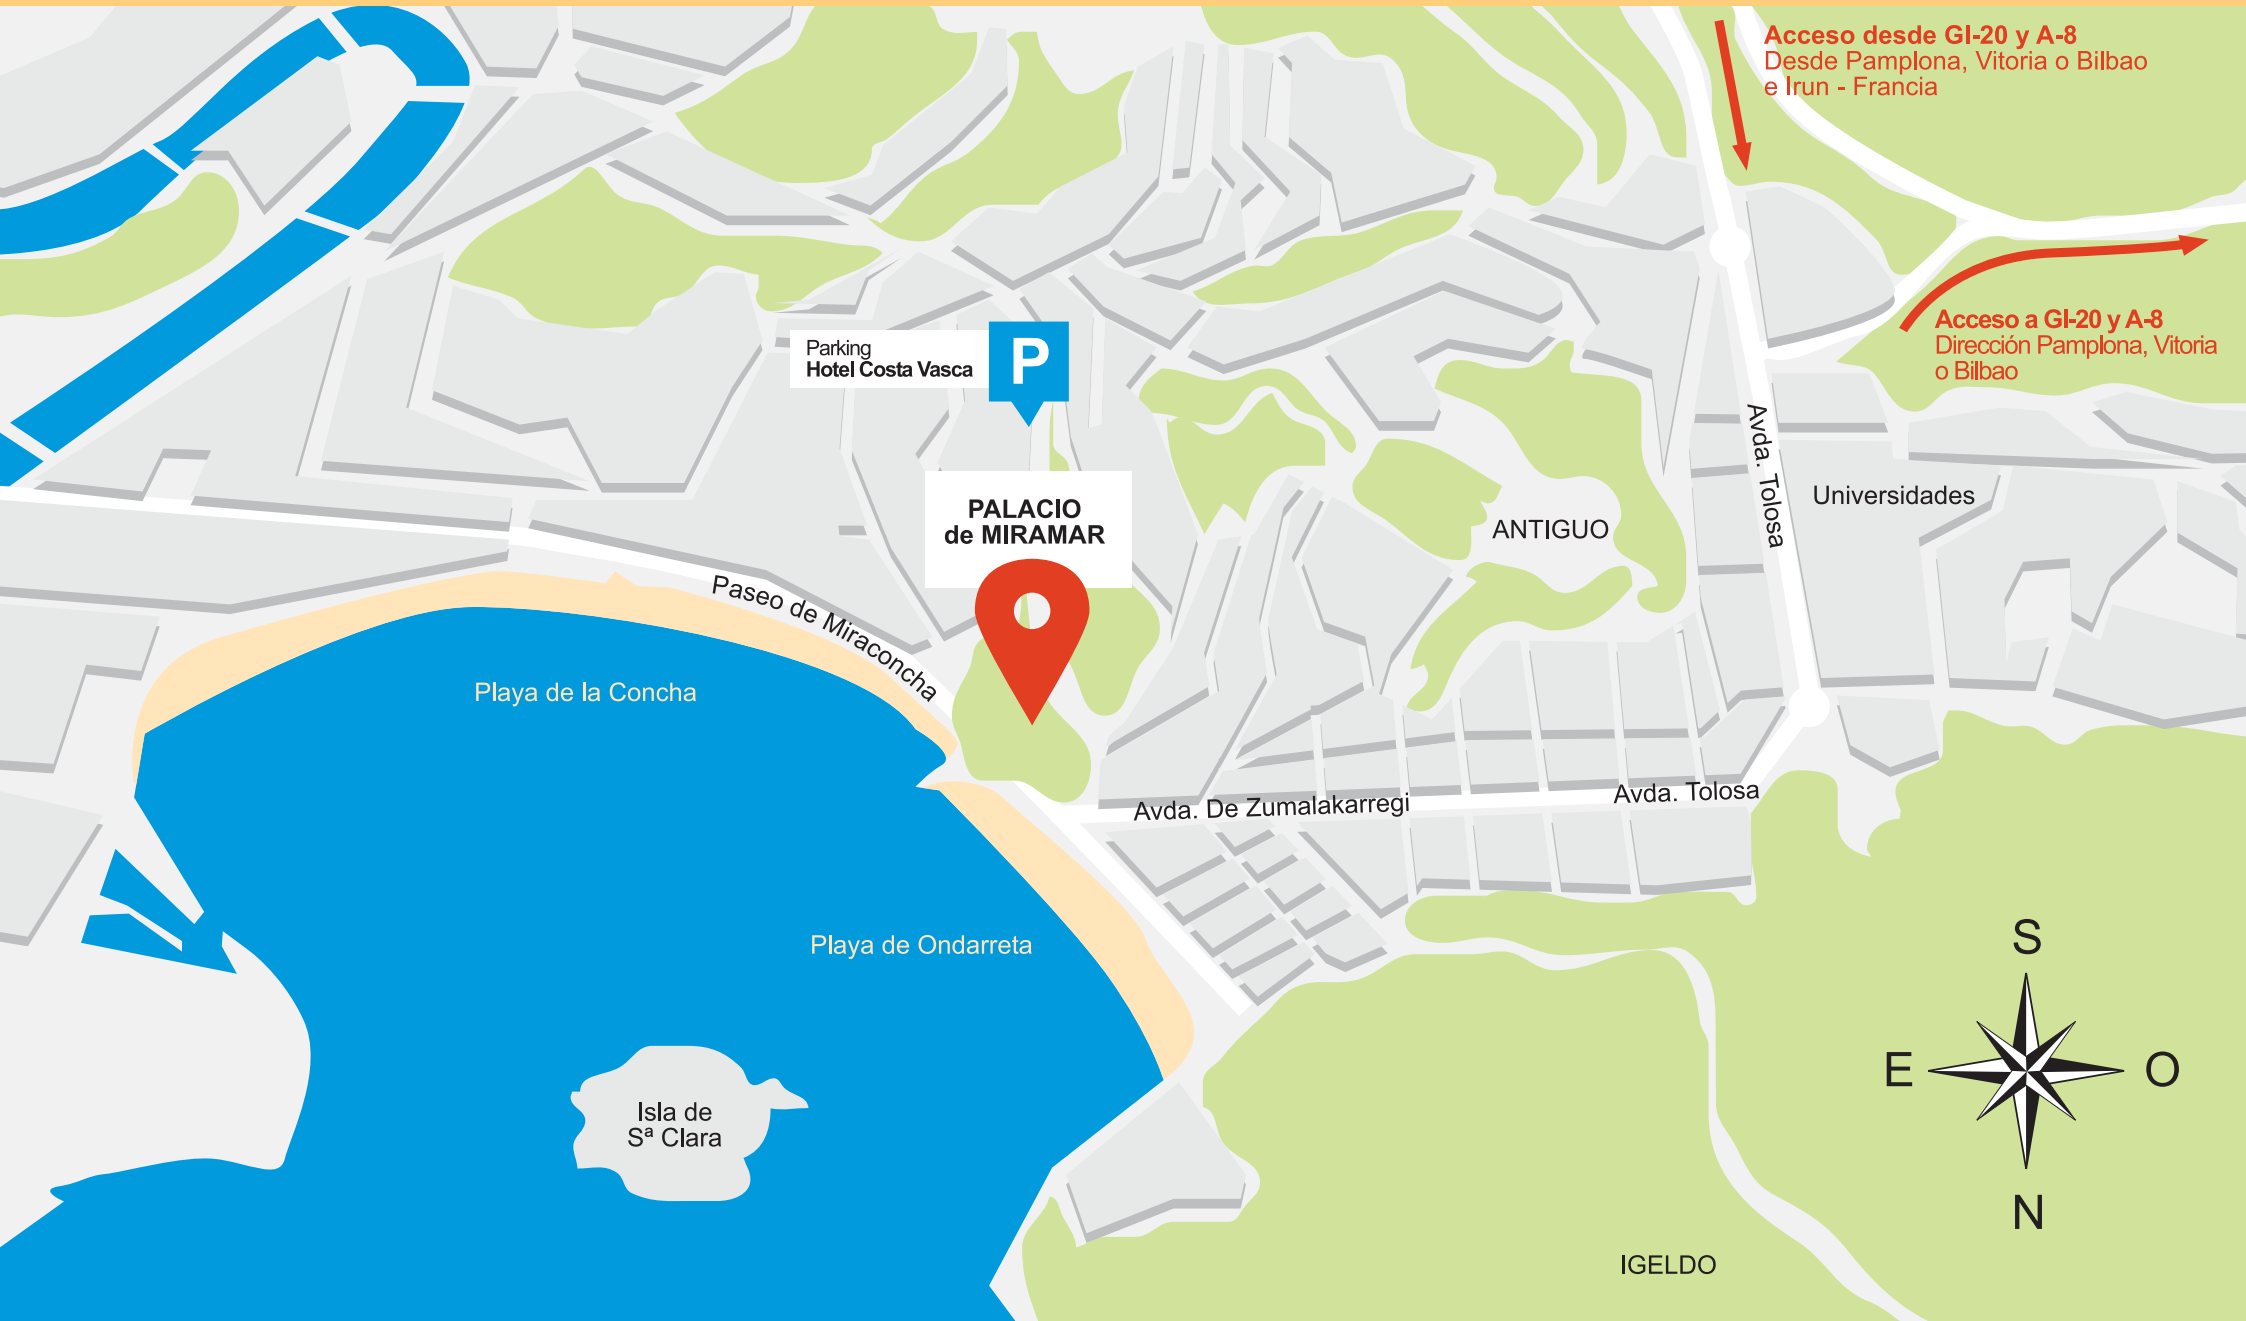 Acceso desde GI-20 y A-8
Desde Pamplona, Vitoria o Bilbao
e Irun - Francia
Acceso a GI-20 y A-8
Dirección Pamplona, Vitoria
o Bilbao
Parking
Hotel Costa Vasca
P
PALACIO
de MIRAMAR
Avda. Tolosa
Universidades
ANTIGUO
Paseo de Miraconcha
Playa de la Concha
Avda. De Zumalakarregi
Avda. Tolosa
Playa de Ondarreta
Isla de
Sª Clara
S
E
O
N
IGELDO